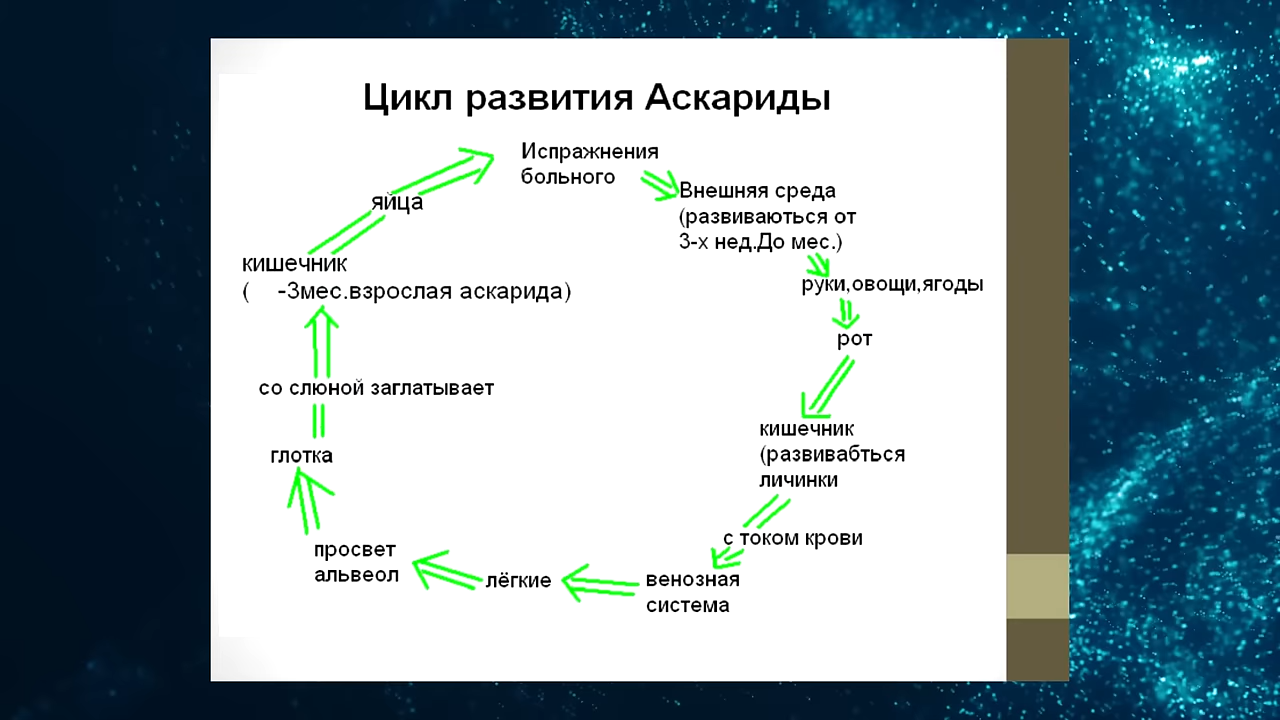 Цикл развития Аскариды
Испражнения
больного
Внешняя среда
(развиваються от
3-х нед.До мес.)
руки,овощи,ягоды
рот
кишечник
(развивабться
личинки
с током крови
венозная
система
лёгкие
просвет
альвеол
глотка
со слюной заглатывает
кишечник
( -3мес.взрослая аскарида)
яйца